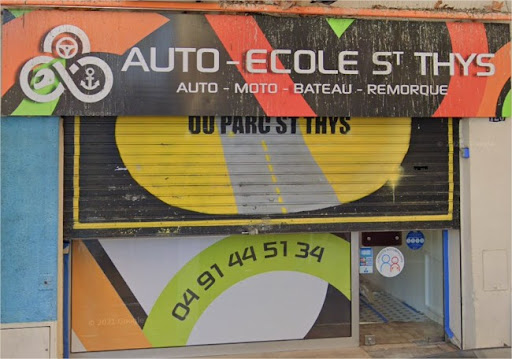 AUTO - ECOLE ST THYS
AUTO - MOTO - BATEAU - REMORQUE
DU PARC ST THYS
04 91 44 51 34